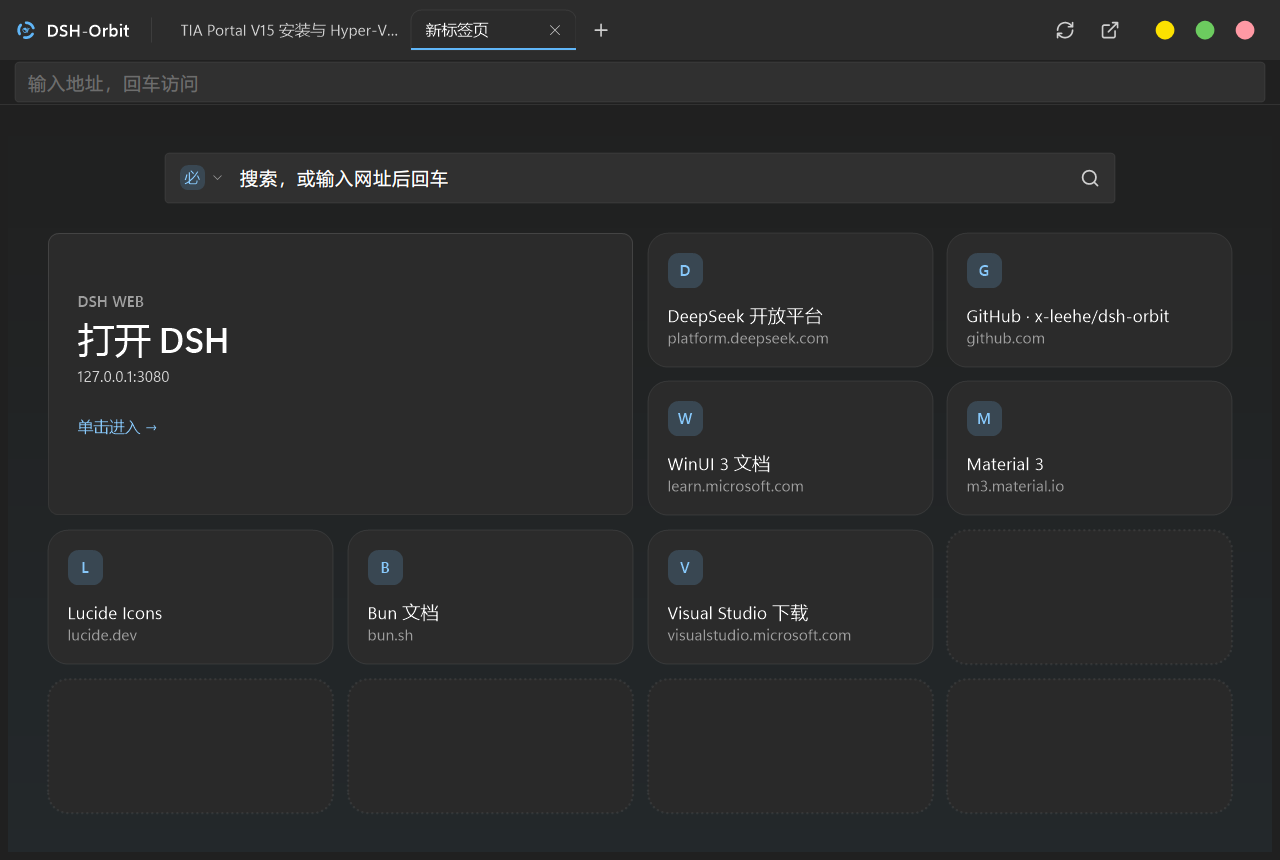 DSH-Orbit
TIA Portal V15 安装与 Hyper-V...
新标签页
输入地址，回车访问
必
搜索，或输入网址后回车
DSH WEB
打开 DSH
127.0.0.1:3080
单击进入 →
D
DeepSeek 开放平台
platform.deepseek.com
G
GitHub · x-leehe/dsh-orbit
github.com
W
WinUI 3 文档
learn.microsoft.com
M
Material 3
m3.material.io
L
Lucide Icons
lucide.dev
B
Bun 文档
bun.sh
V
Visual Studio 下载
visualstudio.microsoft.com